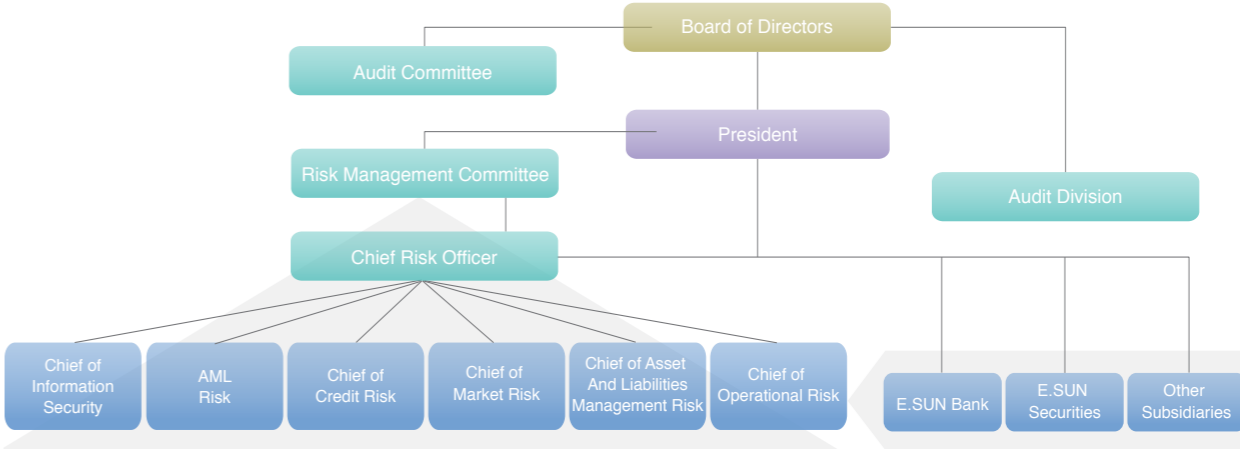 Board of Directors
Audit Committee
President
Risk Management Committee
Audit Division
Chief Risk Officer
Chief of
Information
Security
AML
Risk
Chief of
Credit Risk
Chief of
Market Risk
Chief of Asset
And Liabilities
Management Risk
Chief of
Operational Risk
E.SUN Bank
E.SUN
Securities
Other
Subsidiaries